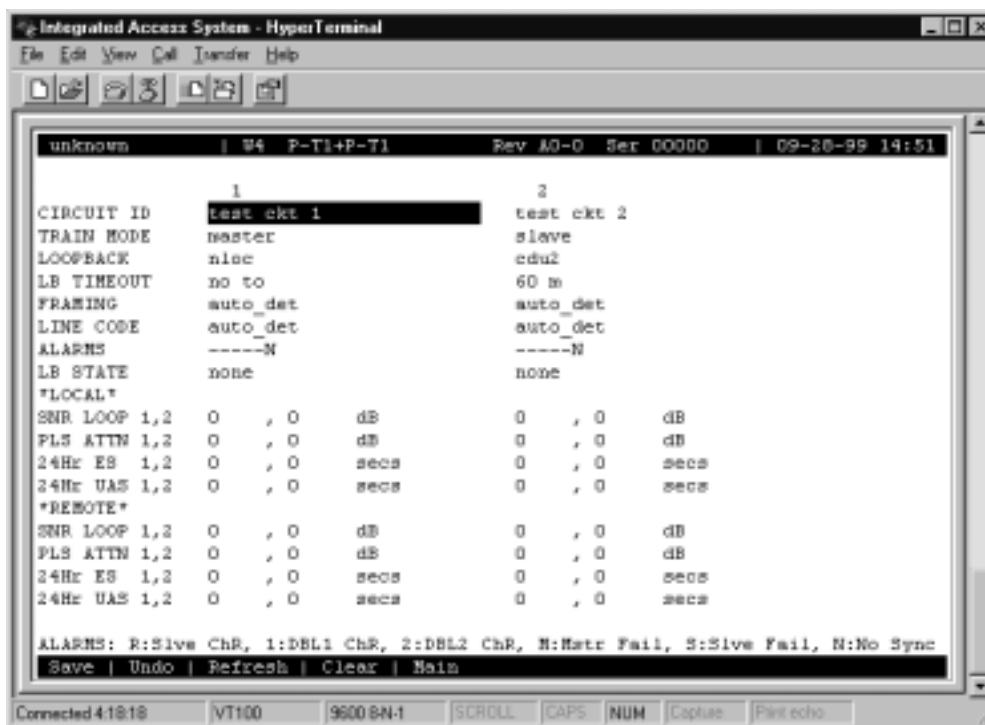 Integrated Access System - HyperTerminal
File Edit View Call Transfer Help
unknown | W4 P-T1+P-T1 Rev A0-0 Ser 00000 | 09-28-99 14:51
1 2
CIRCUIT ID test ckt 1 test ckt 2
TRAIN MODE master slave
LOOPBACK nloc cdu2
LB TIMEOUT no to 60 m
FRAMING auto_det auto_det
LINE CODE auto_det auto_det
ALARMS -----N -----N
LB STATE none none
*LOCAL*
SNR LOOP 1,2 0 , 0 dB 0 , 0 dB
PLS ATTN 1,2 0 , 0 dB 0 , 0 dB
24Hr ES 1,2 0 , 0 secs 0 , 0 secs
24Hr UAS 1,2 0 , 0 secs 0 , 0 secs
*REMOTE*
SNR LOOP 1,2 0 , 0 dB 0 , 0 dB
PLS ATTN 1,2 0 , 0 dB 0 , 0 dB
24Hr ES 1,2 0 , 0 secs 0 , 0 secs
24Hr UAS 1,2 0 , 0 secs 0 , 0 secs
ALARMS: R:Slve ChR, 1:DBL1 ChR, 2:DBL2 ChR, M:Mstr Fail, S:Slve Fail, N:No Sync
Save | Undo | Refresh | Clear | Main
Connected 4:18:18 VT100 9600 8-N-1 SCROLL CAPS NUM Capture Print echo